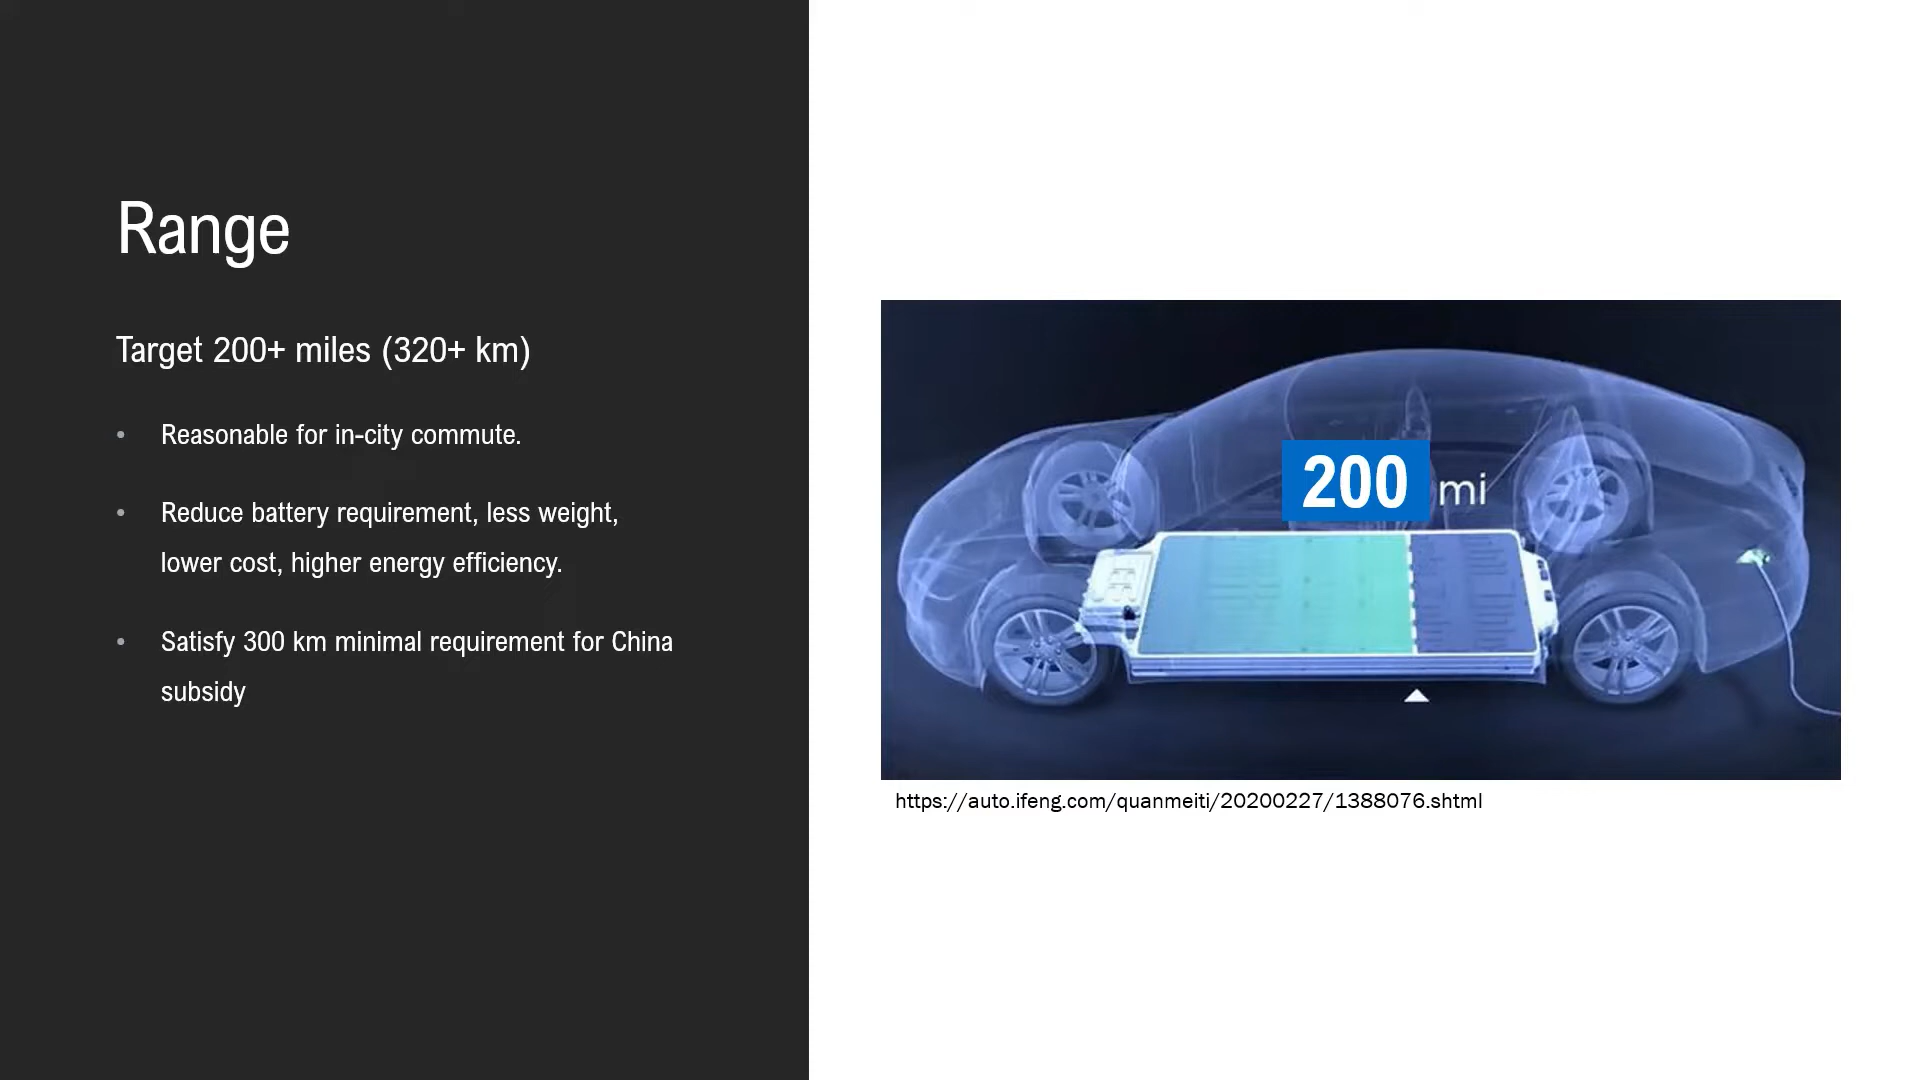 Range
Target 200+ miles (320+ km)
• Reasonable for in-city commute.
• Reduce battery requirement, less weight,
lower cost, higher energy efficiency.
• Satisfy 300 km minimal requirement for China
subsidy
200 mi
https://auto.ifeng.com/quanmeiti/20200227/1388076.shtml